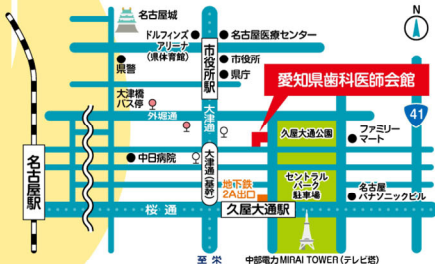 名古屋城
N
ドルフィンズ
アリーナ
(県体育館)
名古屋医療センター
市役所駅
市役所
県庁
県警
愛知県歯科医師会館
大津橋
バス停
外堀通
大津通
41
久屋大通公園
ファミリー
マート
名古屋駅
中日病院
大津通(基幹)
地下鉄
2A出口
セントラル
パーク
駐車場
名古屋
パナソニックビル
桜通
久屋大通駅
至栄
中部電力 MIRAI TOWER(テレビ塔)